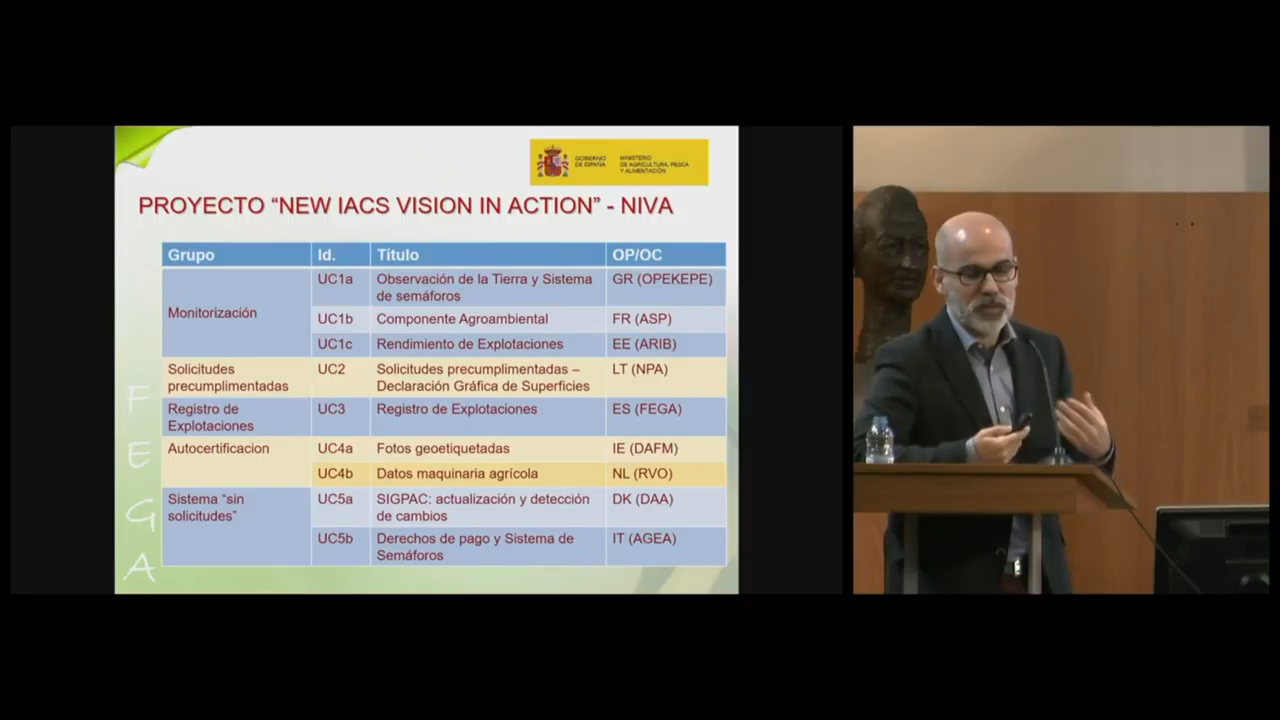 GOBIERNO
DE ESPAÑA
MINISTERIO
DE AGRICULTURA, PESCA
Y ALIMENTACIÓN
PROYECTO “NEW IACS VISION IN ACTION” - NIVA
Grupo Id. Título OP/OC
Monitorización
UC1a Observación de la Tierra y Sistema de semáforos GR (OPEKEPE)
UC1b Componente Agroambiental FR (ASP)
UC1c Rendimiento de Explotaciones EE (ARIB)
Solicitudes precumplimentadas UC2 Solicitudes precumplimentadas – Declaración Gráfica de Superficies LT (NPA)
Registro de Explotaciones UC3 Registro de Explotaciones ES (FEGA)
Autocertificacion UC4a Fotos geoetiquetadas IE (DAFM)
UC4b Datos maquinaria agrícola NL (RVO)
Sistema “sin solicitudes” UC5a SIGPAC: actualización y detección de cambios DK (DAA)
UC5b Derechos de pago y Sistema de Semáforos IT (AGEA)
F
E
G
A